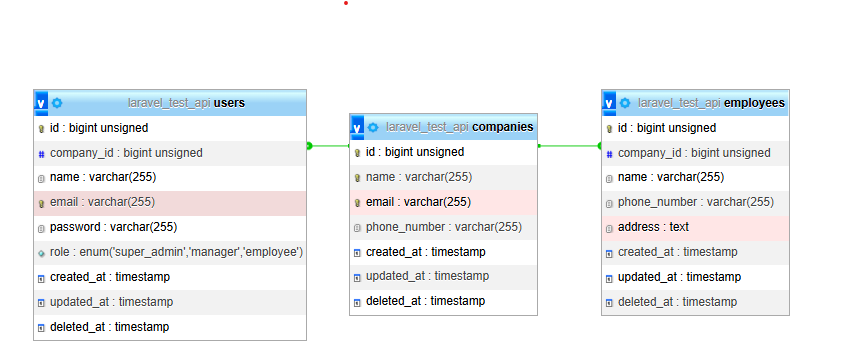 laravel_test_api users
id : bigint unsigned
company_id : bigint unsigned
name : varchar(255)
email : varchar(255)
password : varchar(255)
role : enum('super_admin','manager','employee')
created_at : timestamp
updated_at : timestamp
deleted_at : timestamp
laravel_test_api companies
id : bigint unsigned
name : varchar(255)
email : varchar(255)
phone_number : varchar(255)
created_at : timestamp
updated_at : timestamp
deleted_at : timestamp
laravel_test_api employees
id : bigint unsigned
company_id : bigint unsigned
name : varchar(255)
phone_number : varchar(255)
address : text
created_at : timestamp
updated_at : timestamp
deleted_at : timestamp